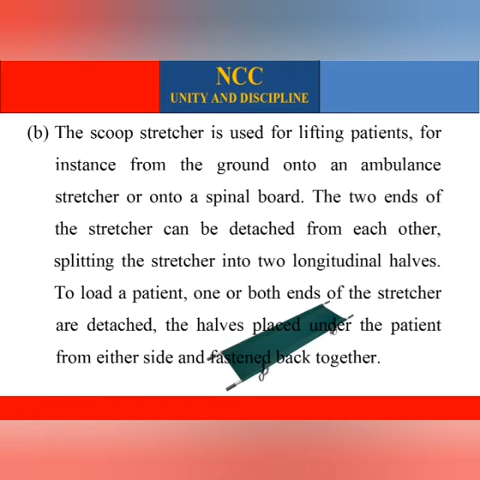 NCC
UNITY AND DISCIPLINE
(b) The scoop stretcher is used for lifting patients, for
instance from the ground onto an ambulance
stretcher or onto a spinal board. The two ends of
the stretcher can be detached from each other,
splitting the stretcher into two longitudinal halves.
To load a patient, one or both ends of the stretcher
are detached, the halves placed under the patient
from either side and fastened back together.